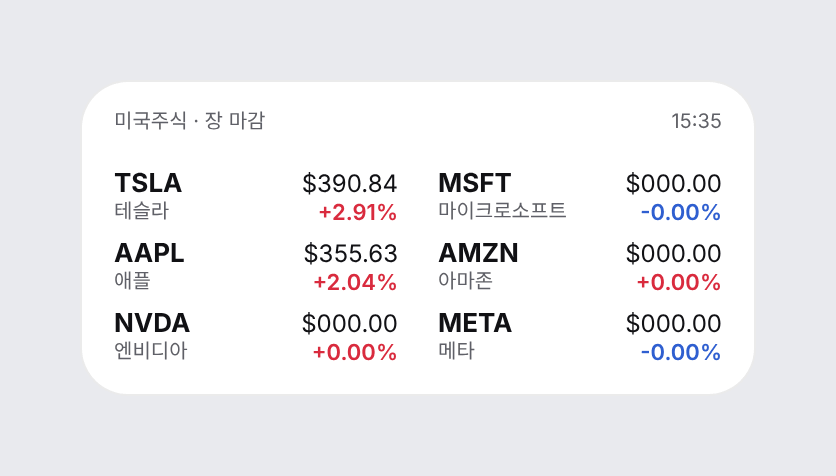 미국주식 · 장 마감 15:35
TSLA $390.84
테슬라 +2.91%
AAPL $355.63
애플 +2.04%
NVDA $000.00
엔비디아 +0.00%
MSFT $000.00
마이크로소프트 -0.00%
AMZN $000.00
아마존 +0.00%
META $000.00
메타 -0.00%